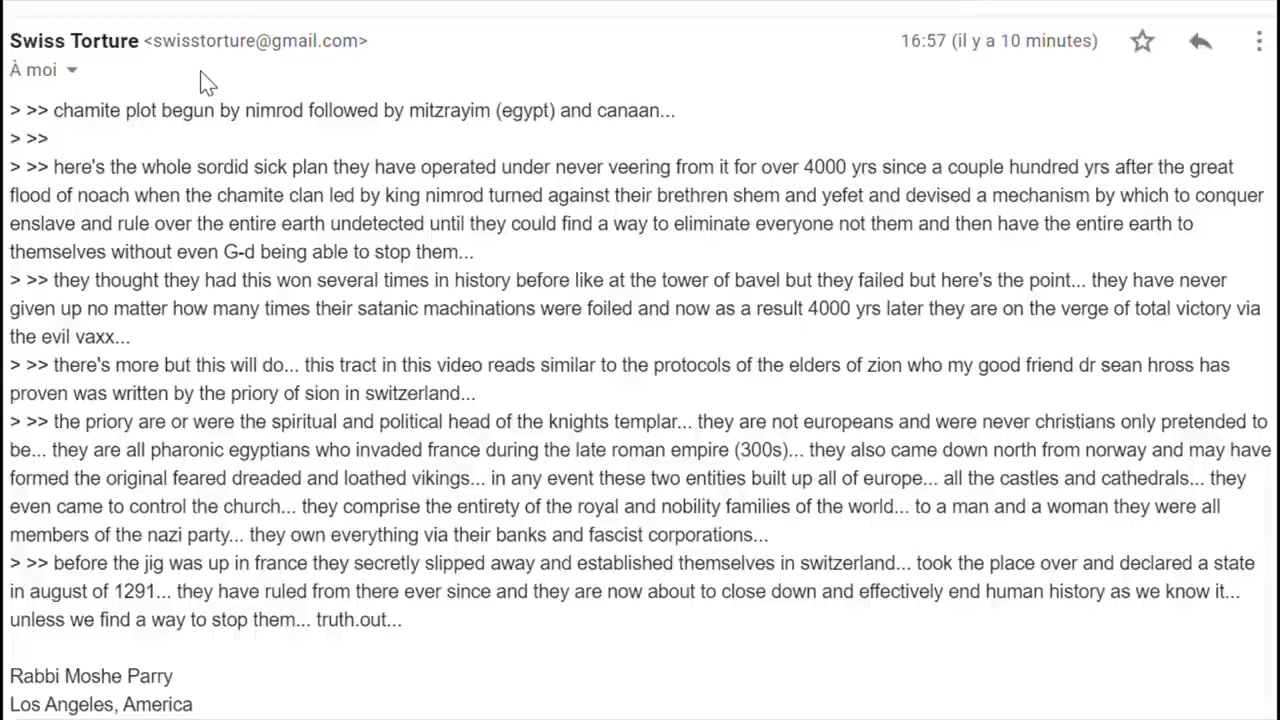 Swiss Torture <swisstorture@gmail.com>
16:57 (il y a 10 minutes)
À moi
> >> chamite plot begun by nimrod followed by mitzrayim (egypt) and canaan...
> >>
> >> here's the whole sordid sick plan they have operated under never veering from it for over 4000 yrs since a couple hundred yrs after the great
flood of noach when the chamite clan led by king nimrod turned against their brethren shem and yefet and devised a mechanism by which to conquer
enslave and rule over the entire earth undetected until they could find a way to eliminate everyone not them and then have the entire earth to
themselves without even G-d being able to stop them...
> >> they thought they had this won several times in history before like at the tower of bavel but they failed but here's the point... they have never
given up no matter how many times their satanic machinations were foiled and now as a result 4000 yrs later they are on the verge of total victory via
the evil vaxx...
> >> there's more but this will do... this tract in this video reads similar to the protocols of the elders of zion who my good friend dr sean hross has
proven was written by the priory of sion in switzerland...
> >> the priory are or were the spiritual and political head of the knights templar... they are not europeans and were never christians only pretended to
be... they are all pharonic egyptians who invaded france during the late roman empire (300s)... they also came down north from norway and may have
formed the original feared dreaded and loathed vikings... in any event these two entities built up all of europe... all the castles and cathedrals... they
even came to control the church... they comprise the entirety of the royal and nobility families of the world... to a man and a woman they were all
members of the nazi party... they own everything via their banks and fascist corporations...
> >> before the jig was up in france they secretly slipped away and established themselves in switzerland... took the place over and declared a state
in august of 1291... they have ruled from there ever since and they are now about to close down and effectively end human history as we know it...
unless we find a way to stop them... truth.out...
Rabbi Moshe Parry
Los Angeles, America